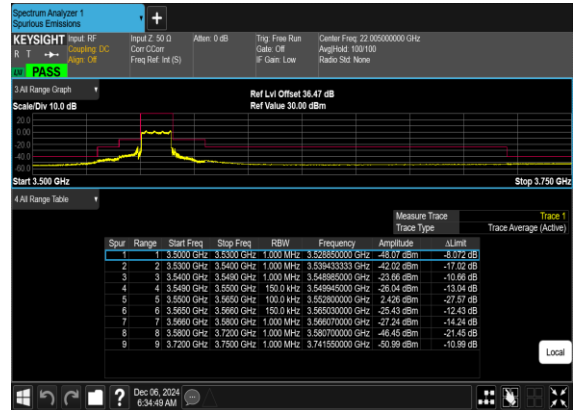 Spectrum Analyzer 1
Spurious Emissions
+
KEYSIGHT Input: RF Input Z: 50 Ω Atten: 0 dB Trig: Free Run Center Freq: 22.005000000 GHz
R T Coupling: DC Corr CCorr Gate: Off Avg|Hold: 100/100
Align: Off Freq Ref: Int (S) IF Gain: Low Radio Std: None
PASS
3 All Range Graph Ref Lvl Offset 36.47 dB
Scale/Div 10.0 dB Ref Value 30.00 dBm
20.0
0.00
-20.0
-40.0
-60.0
Start 3.500 GHz Stop 3.750 GHz
4 All Range Table
Measure Trace Trace 1
Trace Type Trace Average (Active)
Spur Range Start Freq Stop Freq RBW Frequency Amplitude ΔLimit
1 1 3.5000 GHz 3.5300 GHz 1.000 MHz 3.528850000 GHz -48.07 dBm -8.072 dB
2 2 3.5300 GHz 3.5400 GHz 1.000 MHz 3.539433333 GHz -42.02 dBm -17.02 dB
3 3 3.5400 GHz 3.5490 GHz 1.000 MHz 3.548985000 GHz -23.66 dBm -10.66 dB
4 4 3.5490 GHz 3.5500 GHz 150.0 kHz 3.549945000 GHz -26.04 dBm -13.04 dB
5 5 3.5500 GHz 3.5650 GHz 100.0 kHz 3.552800000 GHz 2.426 dBm -27.57 dB
6 6 3.5650 GHz 3.5660 GHz 150.0 kHz 3.565030000 GHz -25.43 dBm -12.43 dB
7 7 3.5660 GHz 3.5800 GHz 1.000 MHz 3.566070000 GHz -27.24 dBm -14.24 dB
8 8 3.5800 GHz 3.7200 GHz 1.000 MHz 3.580700000 GHz -46.45 dBm -21.45 dB
9 9 3.7200 GHz 3.7500 GHz 1.000 MHz 3.741550000 GHz -50.99 dBm -10.99 dB
Local
? Dec 06, 2024
6:34:49 AM